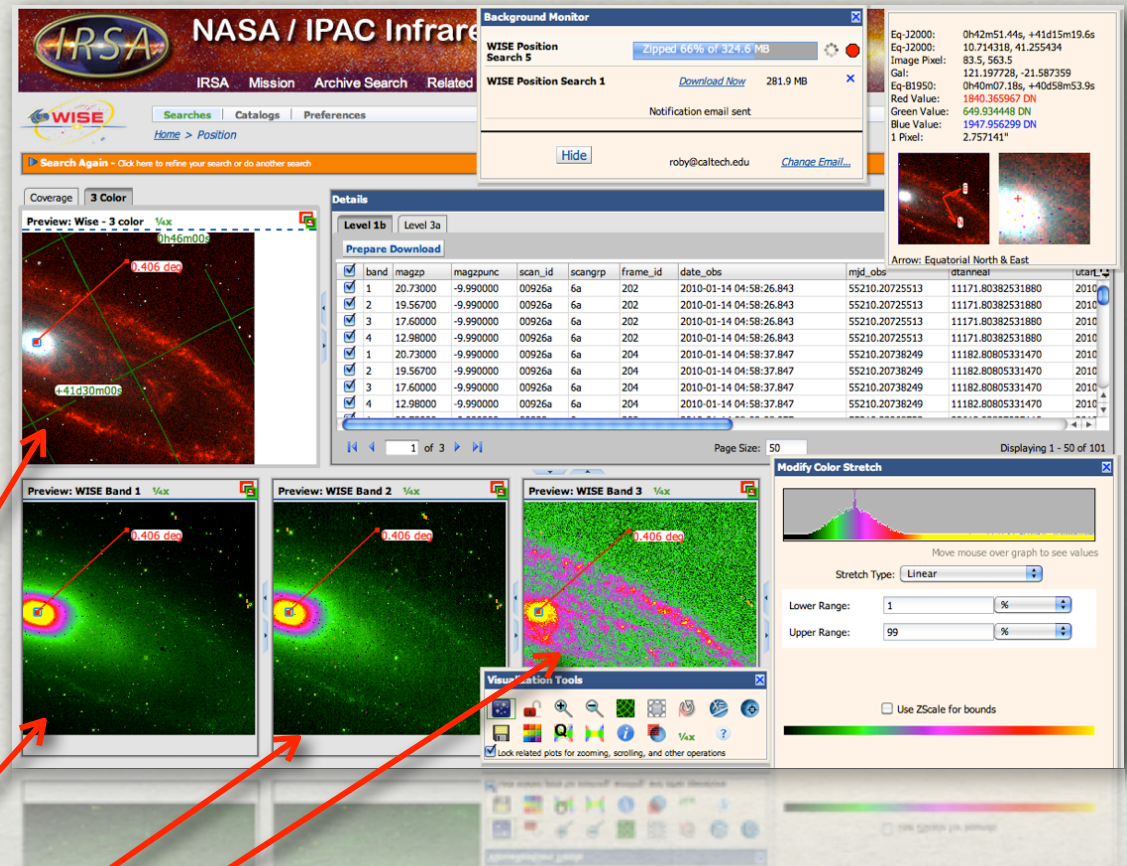 IRSA
NASA / IPAC Infrare
IRSA Mission Archive Search Related
WISE
Searches Catalogs Preferences
Home > Position
Search Again - Click here to refine your search or do another search
Background Monitor
WISE Position Search 5 Zipped 66% of 324.6 MB
WISE Position Search 1 Download Now 281.9 MB
Notification email sent
Hide roby@caltech.edu Change Email...
Eq-J2000: 0h42m51.44s, +41d15m19.6s
Eq-J2000: 10.714318, 41.255434
Image Pixel: 83.5, 563.5
Gal: 121.197728, -21.587359
Eq-B1950: 0h40m07.18s, +40d58m53.9s
Red Value: 1840.365967 DN
Green Value: 649.934448 DN
Blue Value: 1947.956299 DN
1 Pixel: 2.757141"
E
N
Arrow: Equatorial North & East
Coverage 3 Color
Preview: Wise - 3 color ¼x
0h46m00s
0.406 deg
+41d30m00s
Details
Level 1b Level 3a
Prepare Download
band magzp magzpunc scan_id scangrp frame_id date_obs mjd_obs dtanneal utan
1 20.73000 -9.990000 00926a 6a 202 2010-01-14 04:58:26.843 55210.20725513 11171.80382531880 2010
2 19.56700 -9.990000 00926a 6a 202 2010-01-14 04:58:26.843 55210.20725513 11171.80382531880 2010
3 17.60000 -9.990000 00926a 6a 202 2010-01-14 04:58:26.843 55210.20725513 11171.80382531880 2010
4 12.98000 -9.990000 00926a 6a 202 2010-01-14 04:58:26.843 55210.20725513 11171.80382531880 2010
1 20.73000 -9.990000 00926a 6a 204 2010-01-14 04:58:37.847 55210.20738249 11182.80805331470 2010
2 19.56700 -9.990000 00926a 6a 204 2010-01-14 04:58:37.847 55210.20738249 11182.80805331470 2010
3 17.60000 -9.990000 00926a 6a 204 2010-01-14 04:58:37.847 55210.20738249 11182.80805331470 2010
4 12.98000 -9.990000 00926a 6a 204 2010-01-14 04:58:37.847 55210.20738249 11182.80805331470 2010
1 of 3 Page Size: 50 Displaying 1 - 50 of 101
Preview: WISE Band 1 ¼x
0.406 deg
Preview: WISE Band 2 ¼x
0.406 deg
Preview: WISE Band 3 ¼x
0.406 deg
Visualization Tools
Q
¼x ?
Lock related plots for zooming, scrolling, and other operations
Modify Color Stretch
Move mouse over graph to see values
Stretch Type: Linear
Lower Range: 1 %
Upper Range: 99 %
Use ZScale for bounds